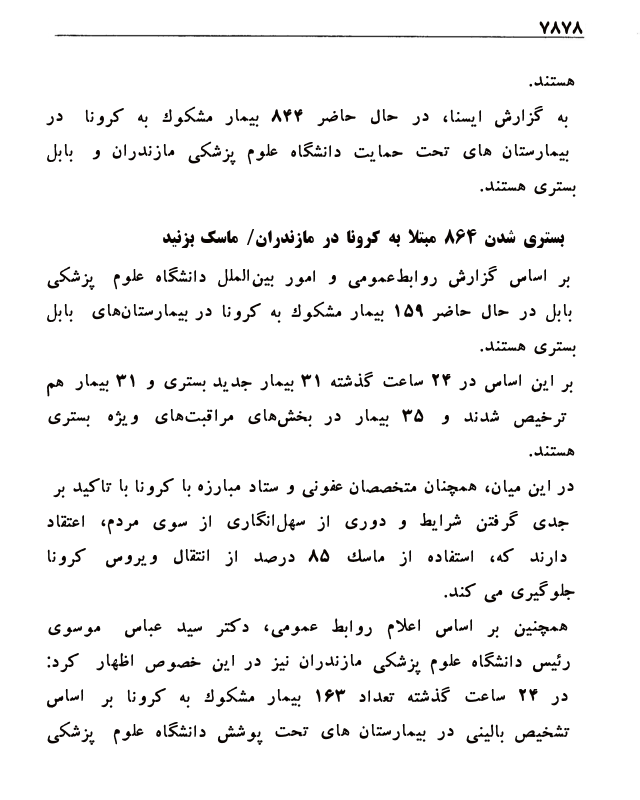 ۷۸۷۸
هستند.
به گزارش ایسنا، در حال حاضر ۸۴۴ بیمار مشکوك به کرونا در
بیمارستان های تحت حمایت دانشگاه علوم پزشکی مازندران و بابل
بستری هستند.
بستری شدن ۸۶۴ مبتلا به کرونا در مازندران/ ماسک بزنید
بر اساس گزارش روابط‌عمومی و امور بین‌الملل دانشگاه علوم پزشکی
بابل در حال حاضر ۱۵۹ بیمار مشکوك به کرونا در بیمارستان‌های بابل
بستری هستند.
بر این اساس در ۲۴ ساعت گذشته ۳۱ بیمار جدید بستری و ۳۱ بیمار هم
ترخیص شدند و ۳۵ بیمار در بخش‌های مراقبت‌های ویژه بستری
هستند.
در این میان، همچنان متخصصان عفونی و ستاد مبارزه با کرونا با تاکید بر
جدی گرفتن شرایط و دوری از سهل‌انگاری از سوی مردم، اعتقاد
دارند که، استفاده از ماسك ۸۵ درصد از انتقال ویروس کرونا
جلوگیری می کند.
همچنین بر اساس اعلام روابط عمومی، دکتر سید عباس موسوی
رئیس دانشگاه علوم پزشکی مازندران نیز در این خصوص اظهار کرد:
در ۲۴ ساعت گذشته تعداد ۱۶۳ بیمار مشکوك به کرونا بر اساس
تشخیص بالینی در بیمارستان های تحت پوشش دانشگاه علوم پزشکی